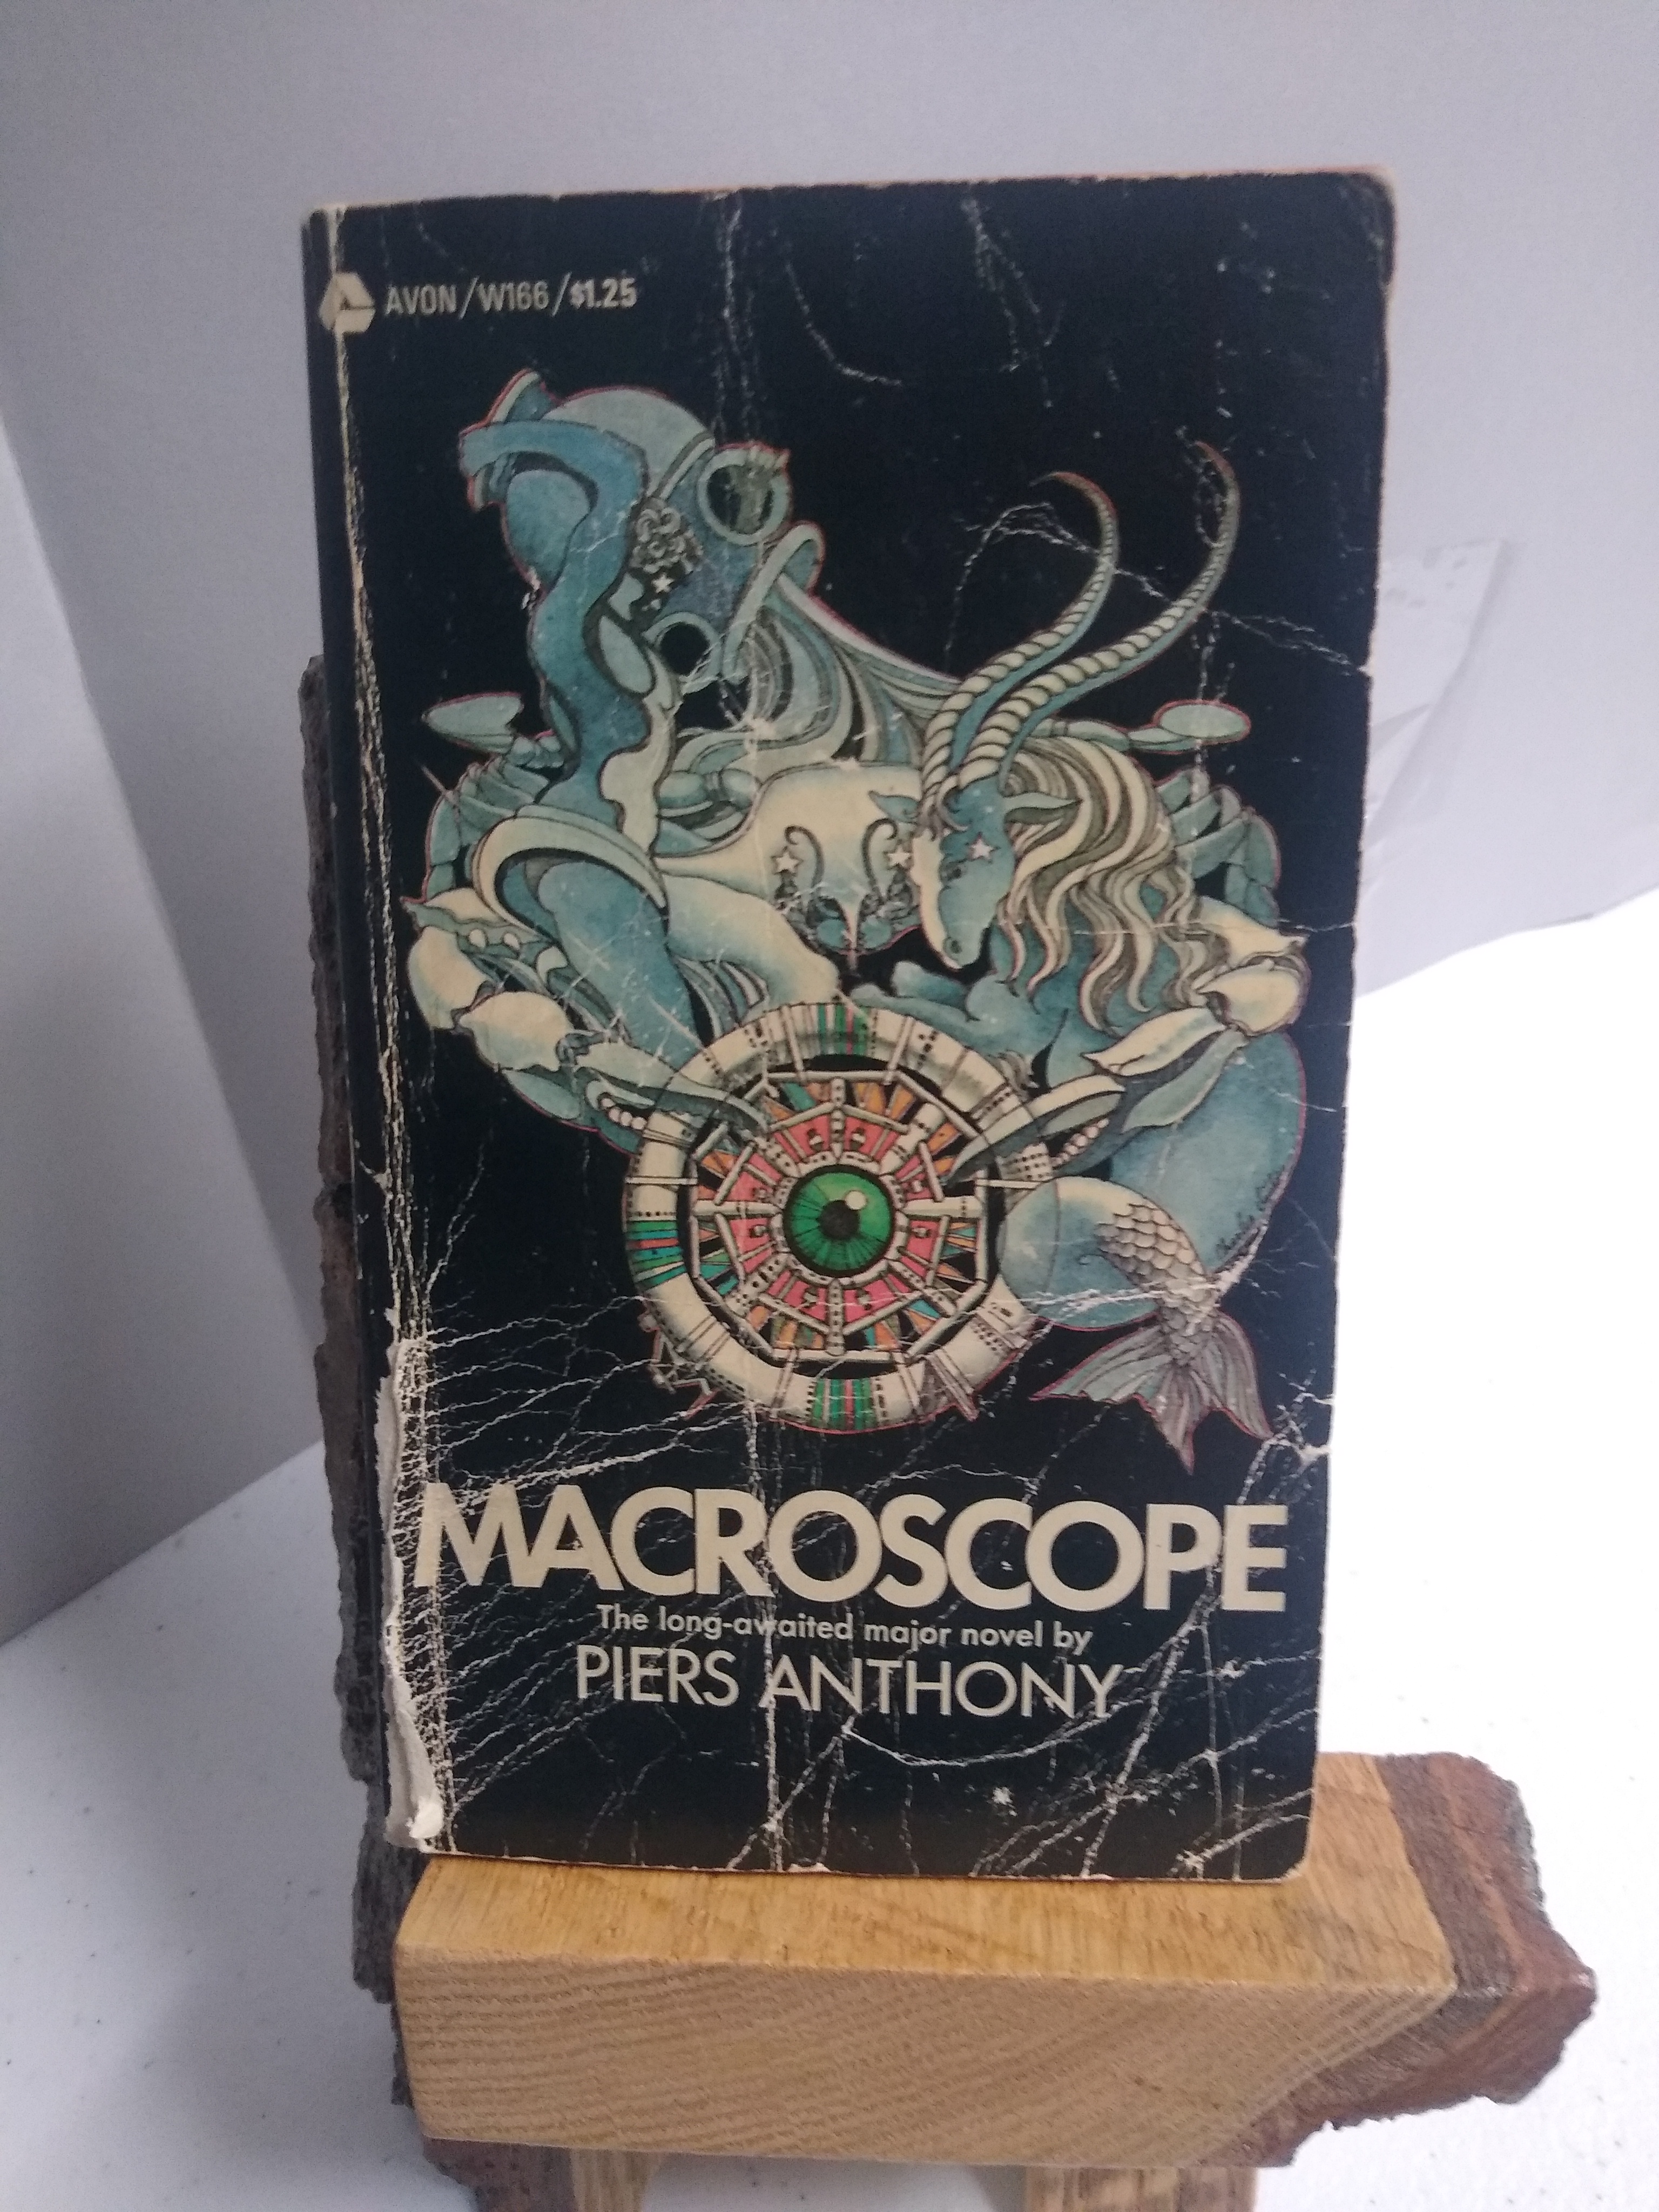 AVON/W166/$1.25
MACROSCOPE
The long-awaited major novel by
PIERS ANTHONY